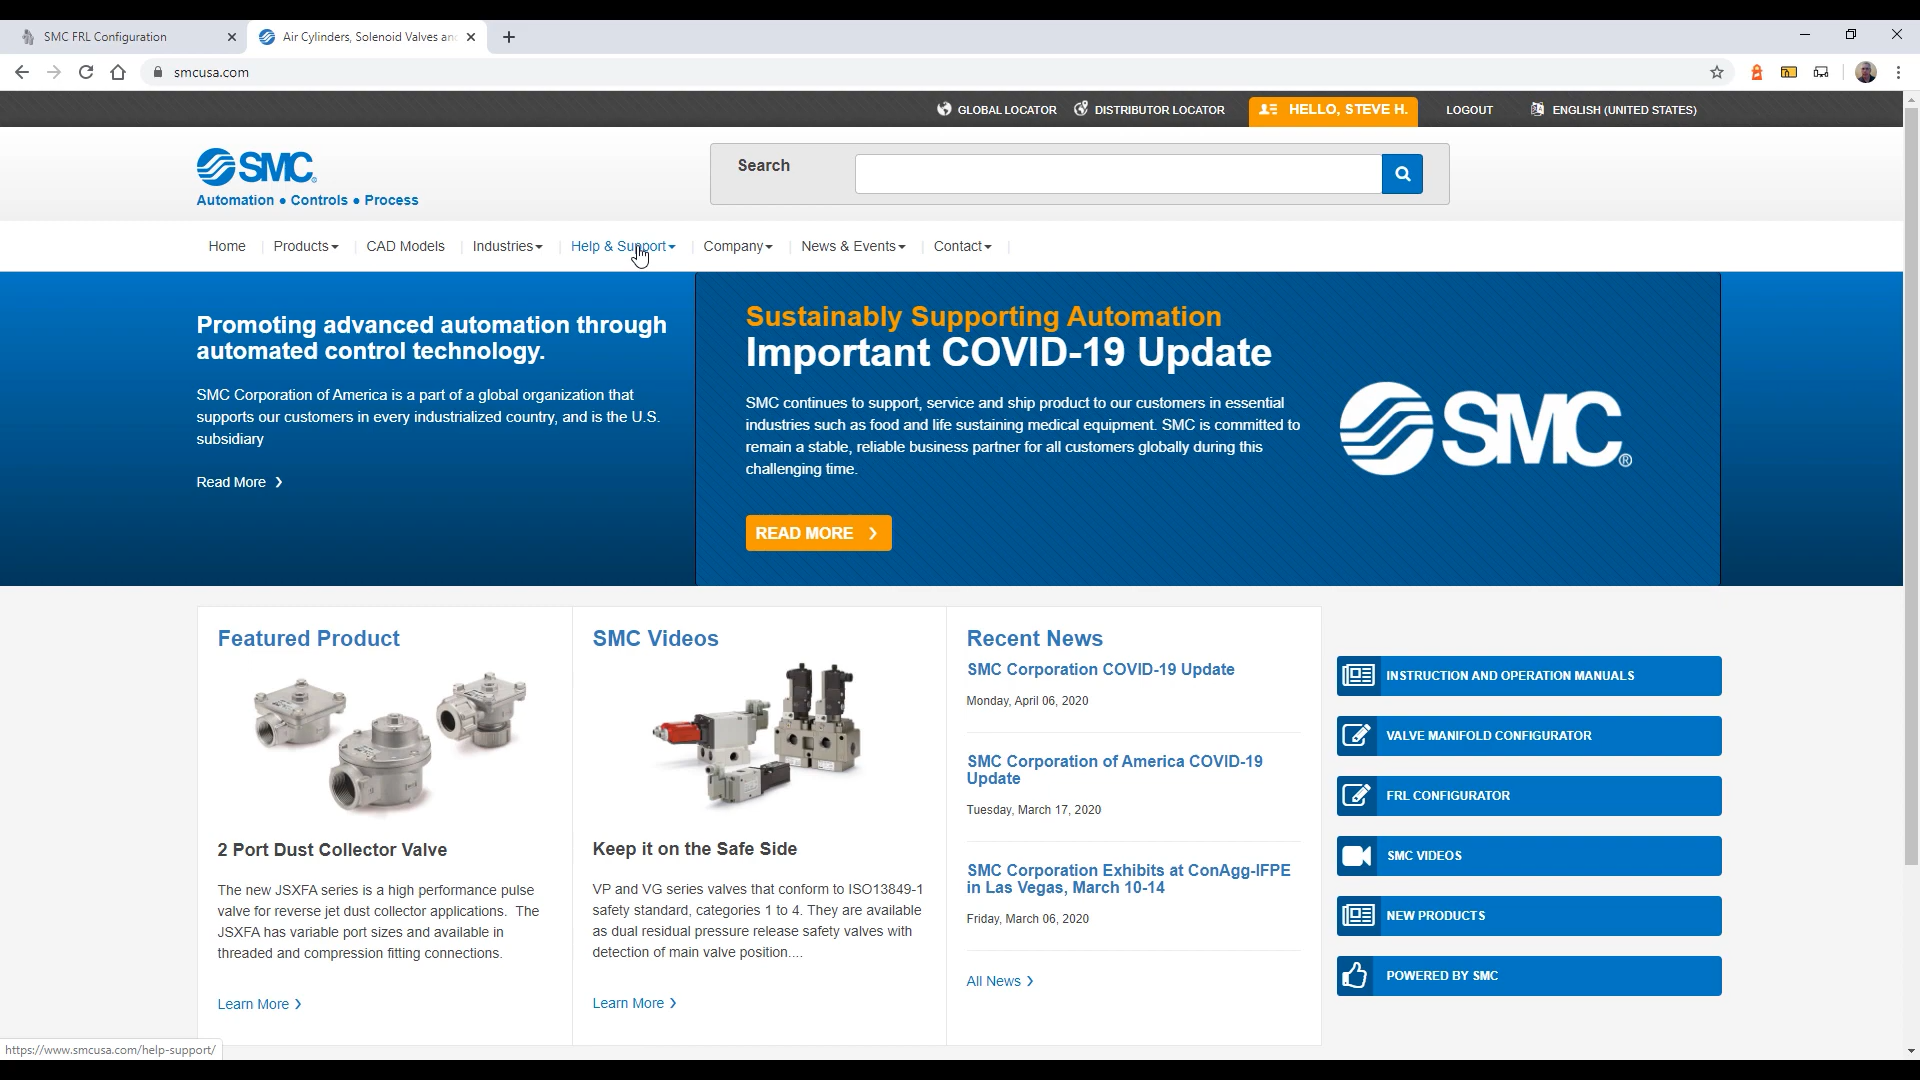 SMC FRL Configuration
Air Cylinders, Solenoid Valves an
smcusa.com
GLOBAL LOCATOR
DISTRIBUTOR LOCATOR
HELLO, STEVE H.
LOGOUT
ENGLISH (UNITED STATES)
SMC
Automation ● Controls ● Process
Search
Home
Products
CAD Models
Industries
Help & Support
Company
News & Events
Contact
Promoting advanced automation through
automated control technology.
SMC Corporation of America is a part of a global organization that
supports our customers in every industrialized country, and is the U.S.
subsidiary
Read More
Sustainably Supporting Automation
Important COVID-19 Update
SMC continues to support, service and ship product to our customers in essential
industries such as food and life sustaining medical equipment. SMC is committed to
remain a stable, reliable business partner for all customers globally during this
challenging time.
READ MORE
SMC®
Featured Product
2 Port Dust Collector Valve
The new JSXFA series is a high performance pulse
valve for reverse jet dust collector applications. The
JSXFA has variable port sizes and available in
threaded and compression fitting connections.
Learn More
SMC Videos
Keep it on the Safe Side
VP and VG series valves that conform to ISO13849-1
safety standard, categories 1 to 4. They are available
as dual residual pressure release safety valves with
detection of main valve position....
Learn More
Recent News
SMC Corporation COVID-19 Update
Monday, April 06, 2020
SMC Corporation of America COVID-19
Update
Tuesday, March 17, 2020
SMC Corporation Exhibits at ConAgg-IFPE
in Las Vegas, March 10-14
Friday, March 06, 2020
All News
INSTRUCTION AND OPERATION MANUALS
VALVE MANIFOLD CONFIGURATOR
FRL CONFIGURATOR
SMC VIDEOS
NEW PRODUCTS
POWERED BY SMC
https://www.smcusa.com/help-support/